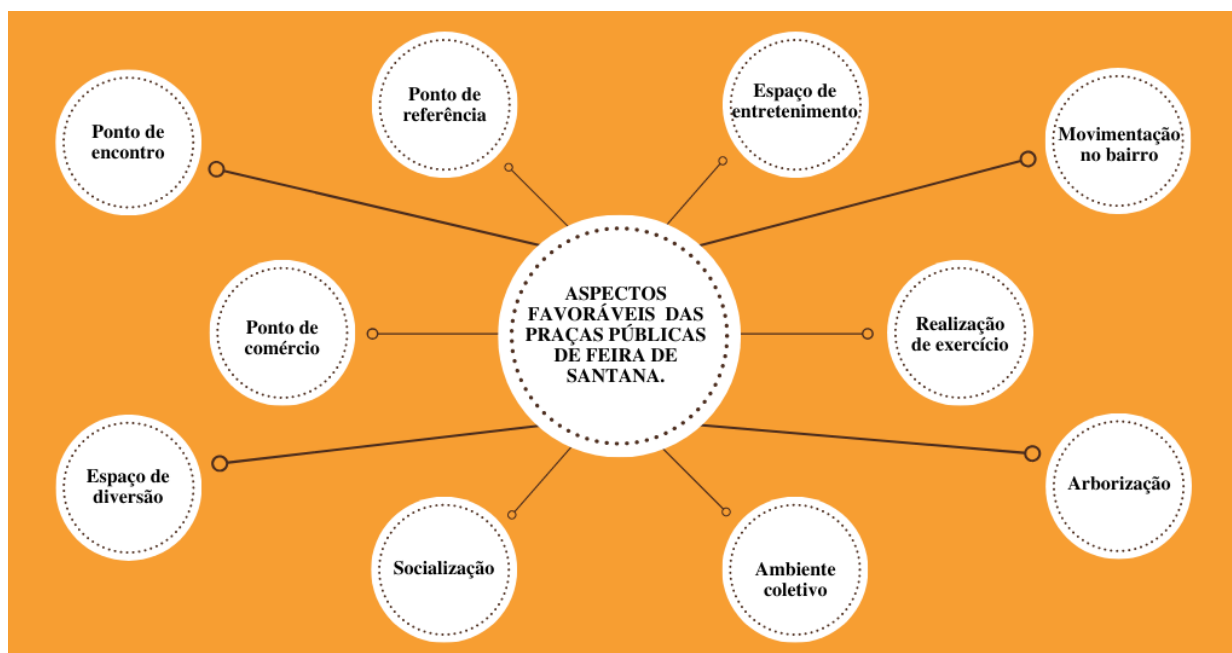 Ponto de
encontro
Ponto de
referência
Espaço de
entretenimento
Movimentação
no bairro
Ponto de
comércio
ASPECTOS
FAVORÁVEIS DAS
PRAÇAS PÚBLICAS
DE FEIRA DE
SANTANA.
Realização
de exercício
Espaço de
diversão
Socialização
Ambiente
coletivo
Arborização